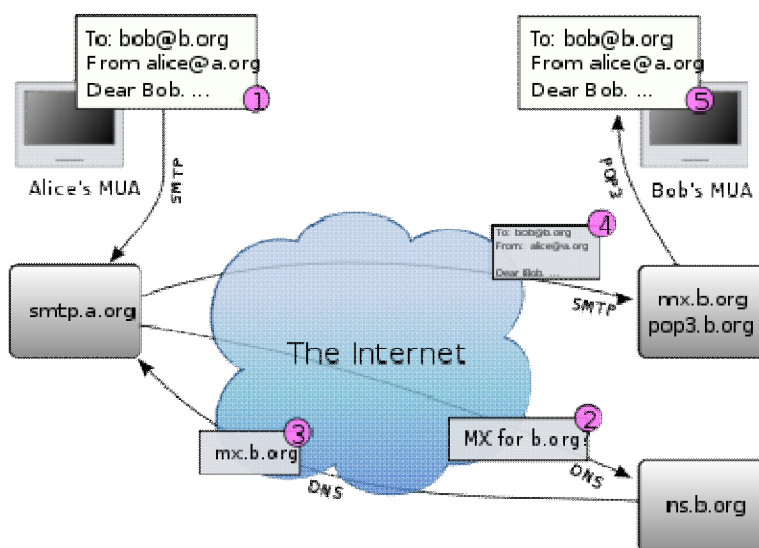 To: bob@b.org
From alice@a.org
Dear Bob. ...
1
Alice's MUA
SMTP
smtp.a.org
To: bob@b.org
From alice@a.org
Dear Bob. ...
5
Bob's MUA
POP3
To: bob@b.org
From: alice@a.org
Dear Bob. ...
4
SMTP
mx.b.org
pop3.b.org
The Internet
MX for b.org?
2
DNS
mx.b.org
3
DNS
ns.b.org